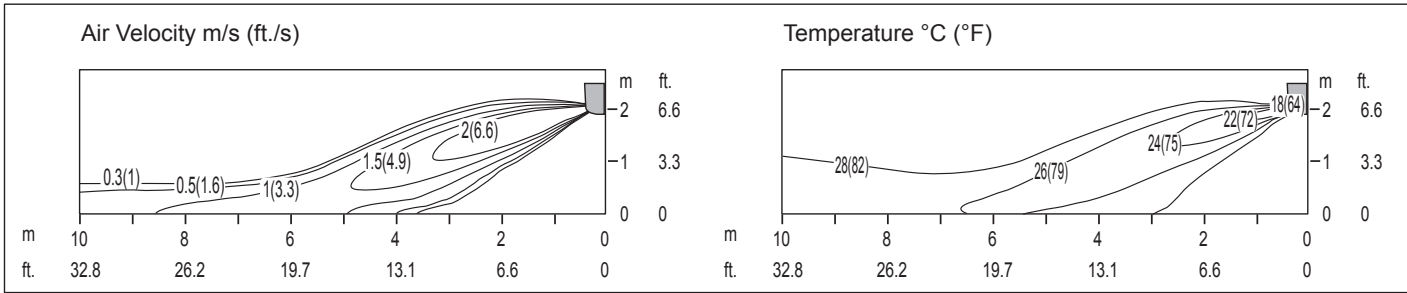 Air Velocity m/s (ft./s)
m ft.
2 6.6
2(6.6)
1.5(4.9)
1 3.3
0.3(1) 0.5(1.6) 1(3.3)
0 0
m 10 8 6 4 2 0
ft. 32.8 26.2 19.7 13.1 6.6 0
Temperature °C (°F)
m ft.
18(64) 2 6.6
22(72)
24(75)
28(82) 26(79) 1 3.3
0 0
m 10 8 6 4 2 0
ft. 32.8 26.2 19.7 13.1 6.6 0